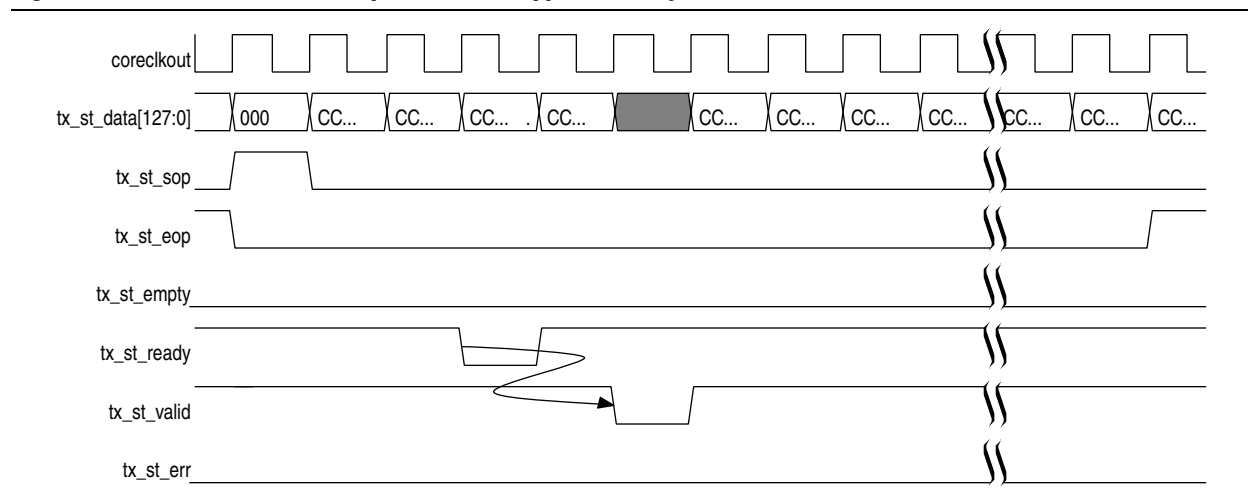 coreclkout
tx_st_data[127:0] 000 CC... CC... CC... . CC... CC... CC... CC... CC... CC... CC... CC...
tx_st_sop
tx_st_eop
tx_st_empty
tx_st_ready
tx_st_valid
tx_st_err